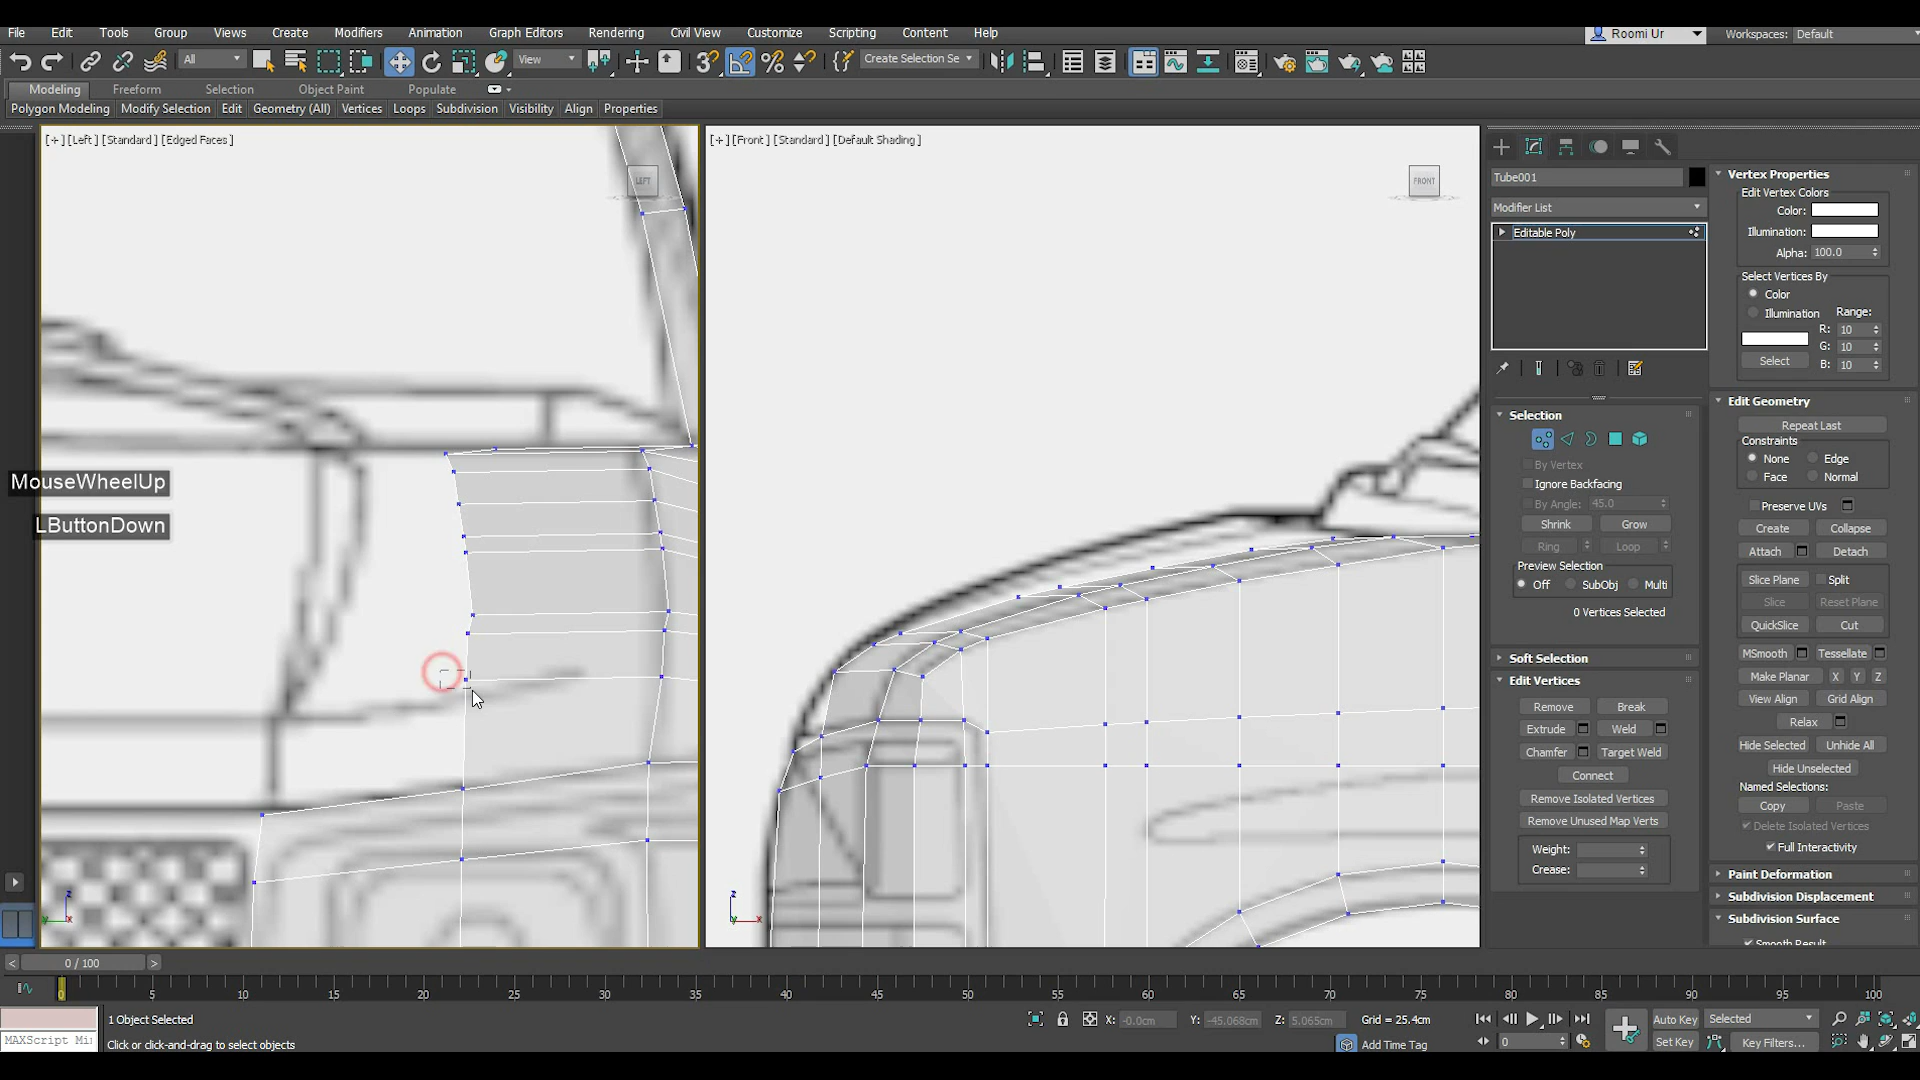 File Edit Tools Group Views Create Modifiers Animation Graph Editors Rendering Civil View Customize Scripting Content Help Roomi Ur Workspaces: Default
All View Create Selection Se
Modeling Freeform Selection Object Paint Populate
Polygon Modeling Modify Selection Edit Geometry (All) Vertices Loops Subdivision Visibility Align Properties
[+] [Left] [Standard] [Edged Faces]
LEFT
[+] [Front] [Standard] [Default Shading]
FRONT
MouseWheelUp
LButtonDown
Tube001
Modifier List
Editable Poly
Selection
By Vertex
Ignore Backfacing
By Angle: 45.0
Shrink Grow
Ring Loop
Preview Selection
Off SubObj Multi
0 Vertices Selected
Soft Selection
Edit Vertices
Remove Break
Extrude Weld
Chamfer Target Weld
Connect
Remove Isolated Vertices
Remove Unused Map Verts
Weight:
Crease:
Vertex Properties
Edit Vertex Colors
Color:
Illumination:
Alpha: 100.0
Select Vertices By
Color
Illumination Range:
R: 10
G: 10
Select B: 10
Edit Geometry
Repeat Last
Constraints
None Edge
Face Normal
Preserve UVs
Create Collapse
Attach Detach
Slice Plane Split
Slice Reset Plane
QuickSlice Cut
MSmooth Tessellate
Make Planar X Y Z
View Align Grid Align
Relax
Hide Selected Unhide All
Hide Unselected
Named Selections:
Copy Paste
Delete Isolated Vertices
Full Interactivity
Paint Deformation
Subdivision Displacement
Subdivision Surface
Smooth Result
z y x
z y x
< 0 / 100 >
0 5 10 15 20 25 30 35 40 45 50 55 60 65 70 75 80 85 90 95 100
1 Object Selected X: -0.0cm Y: -45.068cm Z: 5.065cm Grid = 25.4cm Auto Key Selected
MAXScript Mi Click or click-and-drag to select objects Add Time Tag 0 Set Key Key Filters...